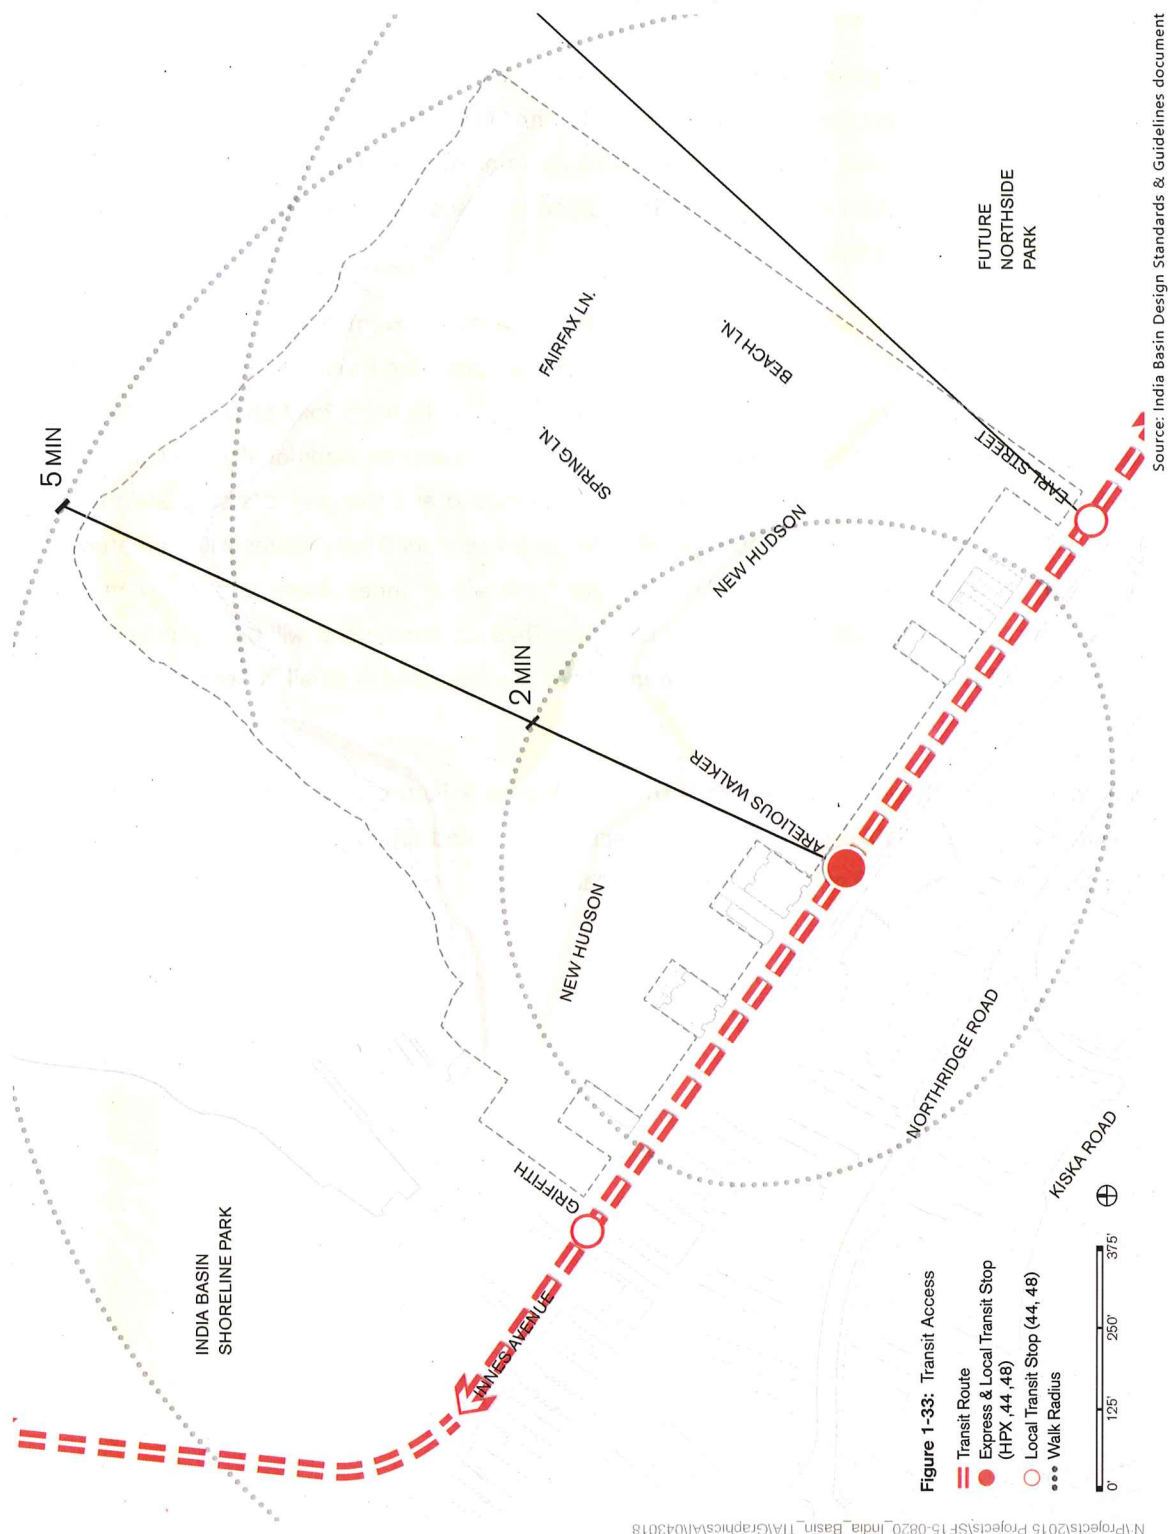 5 MIN
2 MIN
INDIA BASIN
SHORELINE PARK
FUTURE
NORTHSIDE
PARK
FAIRFAX LN.
SPRING LN.
BEACH LN.
NEW HUDSON
NEW HUDSON
ARELIOUS WALKER
EARL STREET
GRIFFITH
INNES AVENUE
NORTHRIDGE ROAD
KISKA ROAD
Figure 1-33: Transit Access
Transit Route
Express & Local Transit Stop
(HPX ,44 ,48)
Local Transit Stop (44, 48)
Walk Radius
0' 125' 250' 375'
Source: India Basin Design Standards & Guidelines document
N:\Projects\2015 Projects\SF15-0820_India_Basin_TIA\Graphics\AI\043018